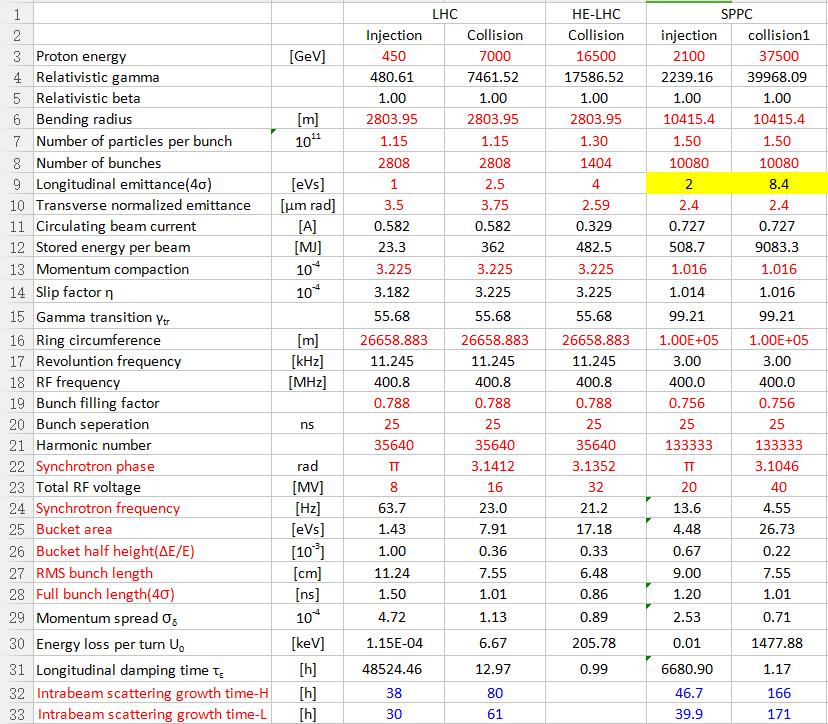 1 LHC HE-LHC SPPC
2 Injection Collision Collision injection collision1
3 Proton energy [GeV] 450 7000 16500 2100 37500
4 Relativistic gamma 480.61 7461.52 17586.52 2239.16 39968.09
5 Relativistic beta 1.00 1.00 1.00 1.00 1.00
6 Bending radius [m] 2803.95 2803.95 2803.95 10415.4 10415.4
7 Number of particles per bunch 10¹¹ 1.15 1.15 1.30 1.50 1.50
8 Number of bunches 2808 2808 1404 10080 10080
9 Longitudinal emittance(4σ) [eVs] 1 2.5 4 2 8.4
10 Transverse normalized emittance [μm rad] 3.5 3.75 2.59 2.4 2.4
11 Circulating beam current [A] 0.582 0.582 0.329 0.727 0.727
12 Stored energy per beam [MJ] 23.3 362 482.5 508.7 9083.3
13 Momentum compaction 10⁻⁴ 3.225 3.225 3.225 1.016 1.016
14 Slip factor η 10⁻⁴ 3.182 3.225 3.225 1.014 1.016
15 Gamma transition γtr 55.68 55.68 55.68 99.21 99.21
16 Ring circumference [m] 26658.883 26658.883 26658.883 1.00E+05 1.00E+05
17 Revoluntion frequency [kHz] 11.245 11.245 11.245 3.00 3.00
18 RF frequency [MHz] 400.8 400.8 400.8 400.0 400.0
19 Bunch filling factor 0.788 0.788 0.788 0.756 0.756
20 Bunch seperation ns 25 25 25 25 25
21 Harmonic number 35640 35640 35640 133333 133333
22 Synchrotron phase rad π 3.1412 3.1352 π 3.1046
23 Total RF voltage [MV] 8 16 32 20 40
24 Synchrotron frequency [Hz] 63.7 23.0 21.2 13.6 4.55
25 Bucket area [eVs] 1.43 7.91 17.18 4.48 26.73
26 Bucket half height(ΔE/E) [10⁻³] 1.00 0.36 0.33 0.67 0.22
27 RMS bunch length [cm] 11.24 7.55 6.48 9.00 7.55
28 Full bunch length(4σ) [ns] 1.50 1.01 0.86 1.20 1.01
29 Momentum spread σδ 10⁻⁴ 4.72 1.13 0.89 2.53 0.71
30 Energy loss per turn U₀ [keV] 1.15E-04 6.67 205.78 0.01 1477.88
31 Longitudinal damping time τε [h] 48524.46 12.97 0.99 6680.90 1.17
32 Intrabeam scattering growth time-H [h] 38 80 46.7 166
33 Intrabeam scattering growth time-L [h] 30 61 39.9 171